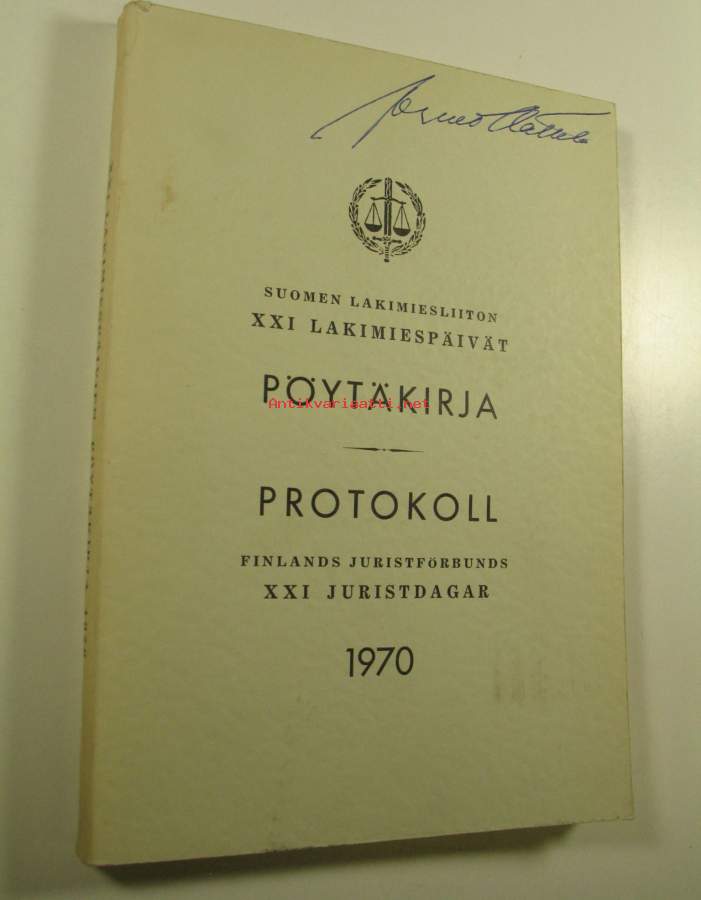 SUOMEN LAKIMIESLIITON
XXI LAKIMIESPÄIVÄT
PÖYTÄKIRJA
Antikvariaatti.net
PROTOKOLL
FINLANDS JURISTFÖRBUNDS
XXI JURISTDAGAR
1970